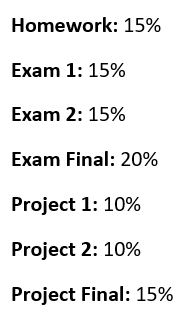 Homework: 15%
Exam 1: 15%
Exam 2: 15%
Exam Final: 20%
Project 1: 10%
Project 2: 10%
Project Final: 15%